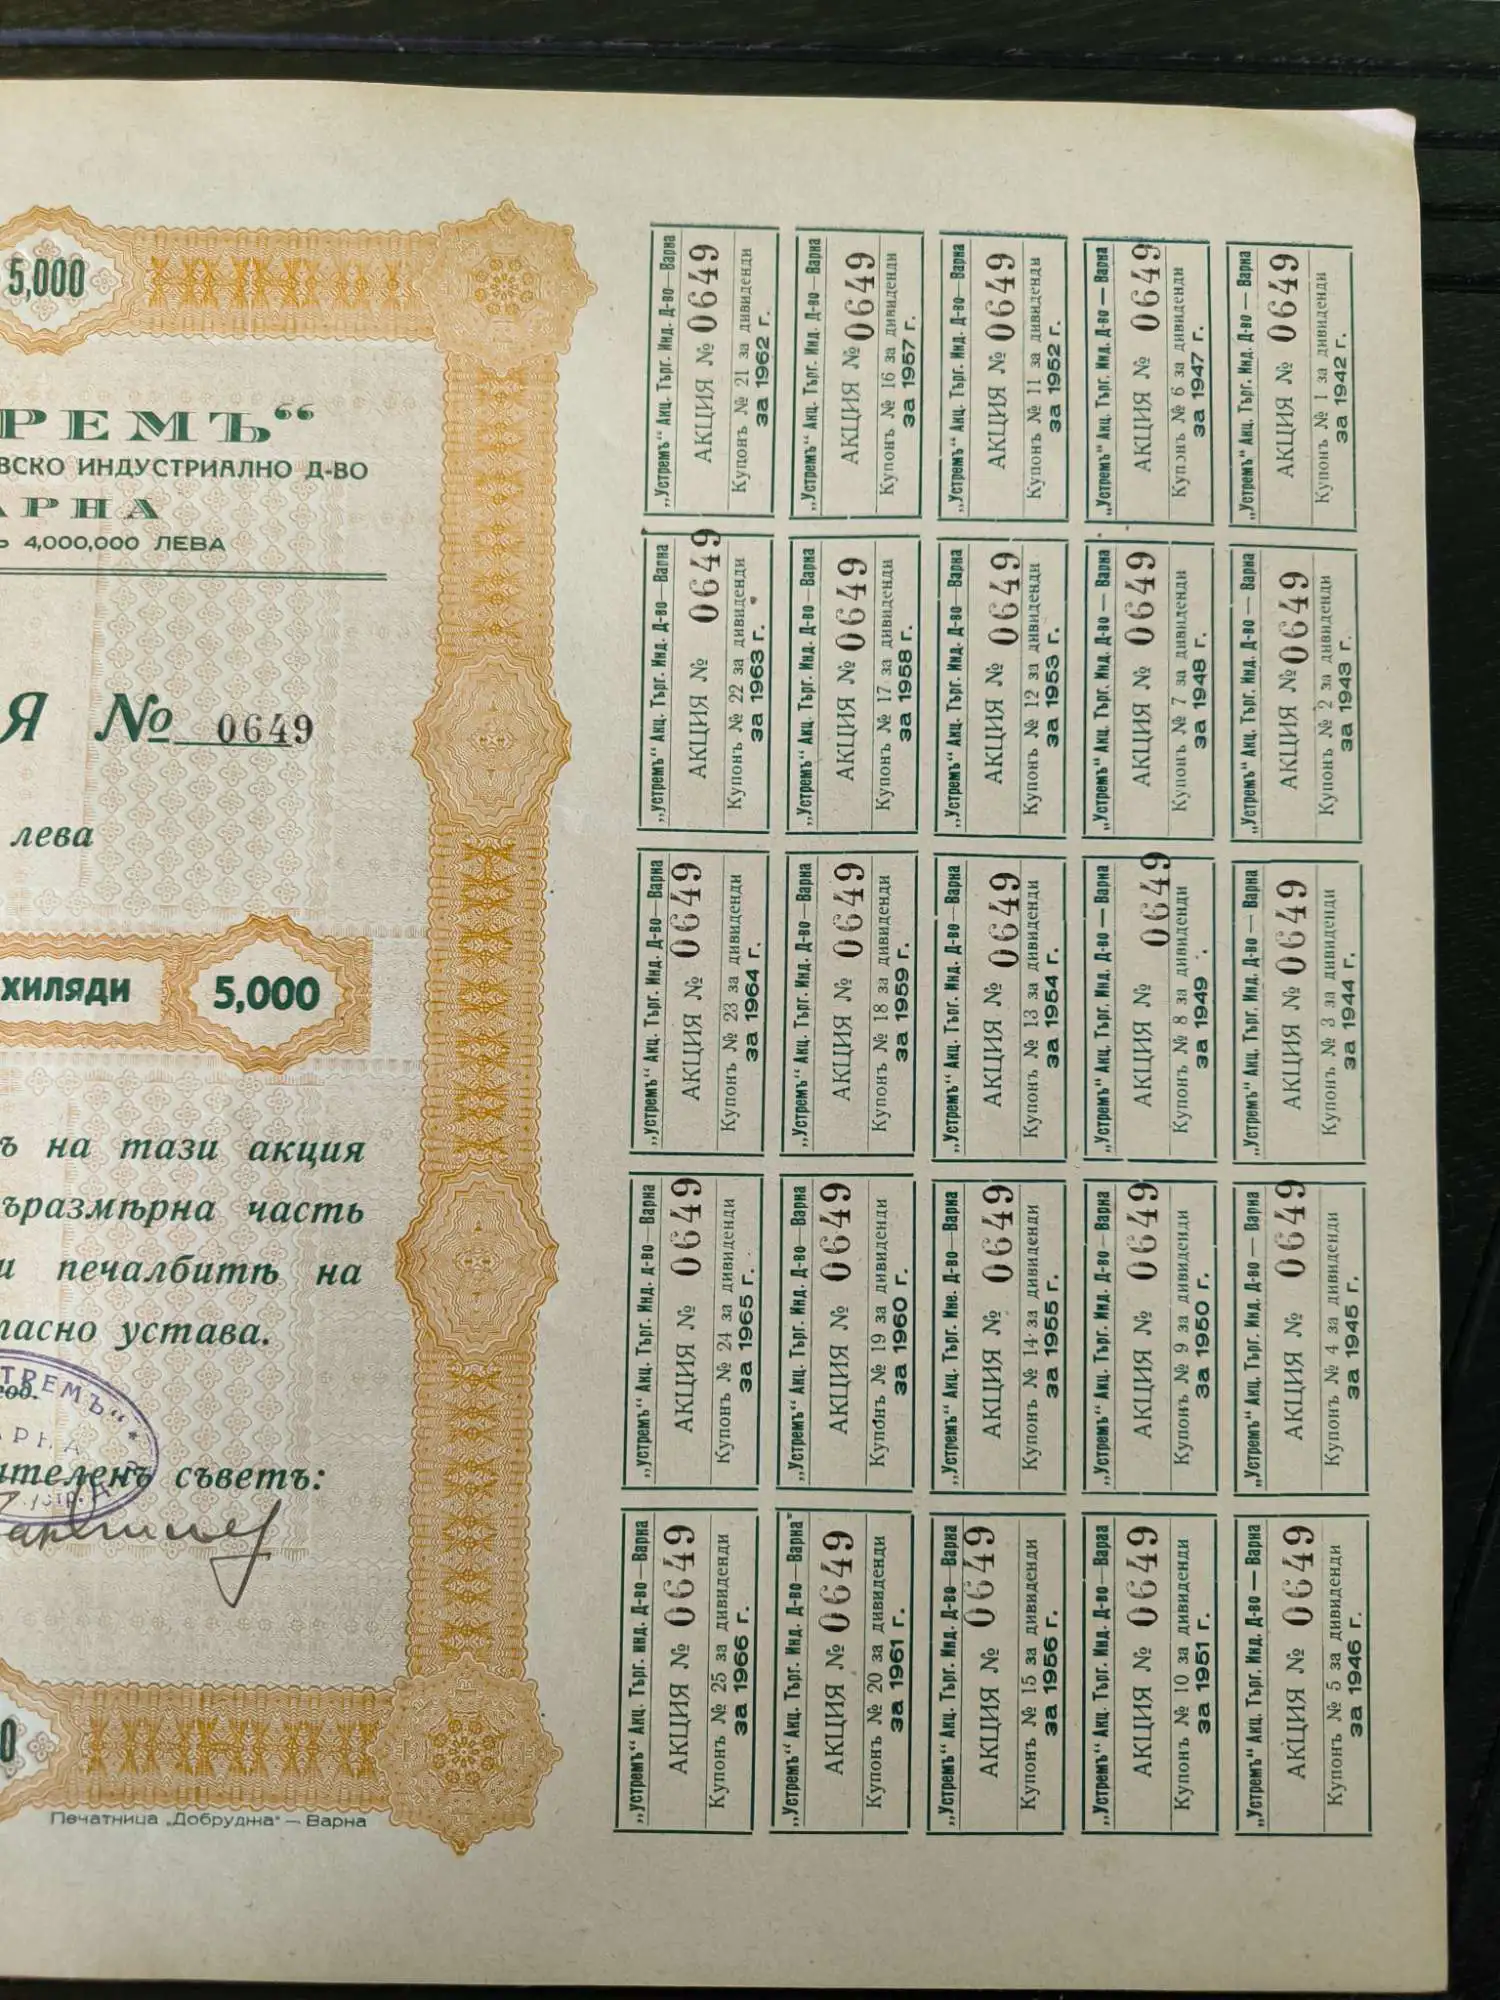 5,000
РЕМЪ“
ВСКО ИНДУСТРИАЛНО Д-ВО
АРНА
Ъ 4,000,000 ЛЕВА
Я № 0649
лева
ХИЛЯДИ 5,000
ъ на тази акция
ъразмѣрна часть
и печалбитѣ на
ласно устава.
год.
ТРЕМЪ“ *
АРНА
ителенъ съветъ:
0
Печатница „Добруджа“ — Варна
„Устремъ“ Акц. Търг. Инд. Д-во—Варна
АКЦИЯ № 0649
Купонъ № 21 за дивиденди
за 1962 г.
„Устремъ“ Акц. Търг. Инд. Д-во—Варна
АКЦИЯ № 0649
Купонъ № 16 за дивиденди
за 1957 г.
„Устремъ“ Акц. Търг. Инд. Д-во—Варна
АКЦИЯ № 0649
Купонъ № 11 за дивиденди
за 1952 г.
„Устремъ“ Акц. Търг. Инд. Д-во — Варна
АКЦИЯ № 0649
Купонъ № 6 за дивиденди
за 1947 г.
„Устремъ“ Акц. Търг. Инд. Д-во — Варна
АКЦИЯ № 0649
Купонъ № 1 за дивиденди
за 1942 г.
„Устремъ“ Акц. Търг. Инд. Д-во—Варна
АКЦИЯ № 0649
Купонъ № 22 за дивиденди
за 1963 г.
„Устремъ“ Акц. Търг. Инд. Д-во—Варна
АКЦИЯ № 0649
Купонъ № 17 за дивиденди
за 1958 г.
„Устремъ“ Акц. Търг. Инд. Д-во—Варна
АКЦИЯ № 0649
Купонъ № 12 за дивиденди
за 1953 г.
„Устремъ“ Акц. Търг. Инд. Д-во — Варна
АКЦИЯ № 0649
Купонъ № 7 за дивиденди
за 1948 г.
„Устремъ“ Акц. Търг. Инд. Д-во — Варна
АКЦИЯ № 0649
Купонъ № 2 за дивиденди
за 1943 г.
„Устремъ“ Акц. Търг. Инд. Д-во—Варна
АКЦИЯ № 0649
Купонъ № 23 за дивиденди
за 1964 г.
„Устремъ“ Акц. Търг. Инд. Д-во—Варна
АКЦИЯ № 0649
Купонъ № 18 за дивиденди
за 1959 г.
„Устремъ“ Акц. Търг. Инд. Д-во—Варна
АКЦИЯ № 0649
Купонъ № 13 за дивиденди
за 1954 г.
„Устремъ“ Акц. Търг. Инд. Д-во — Варна
АКЦИЯ № 0649
Купонъ № 8 за дивиденди
за 1949 .
„Устремъ“ Акц. Търг. Инд. Д-во — Варна
АКЦИЯ № 0649
Купонъ № 3 за дивиденди
за 1944 г.
„Устремъ“ Акц. Търг. Инд. Д-во—Варна
АКЦИЯ № 0649
Купонъ № 24 за дивиденди
за 1965 г.
„Устремъ“ Акц. Търг. Инд. Д-во—Варна
АКЦИЯ № 0649
Купонъ № 19 за дивиденди
за 1960 г.
„Устремъ“ Акц. Търг. Ине. Д-во—Варна
АКЦИЯ № 0649
Купонъ № 14 за дивиденди
за 1955 г.
„Устремъ“ Акц. Търг. Инд. Д-во—Варна
АКЦИЯ № 0649
Купонъ № 9 за дивиденди
за 1950 г.
„Устремъ“ Акц. Търг. Инд. Д-во — Варна
АКЦИЯ № 0649
Купонъ № 4 за дивиденди
за 1945 г.
„Устремъ“ Акц. Търг. инд. Д-во—Варна
АКЦИЯ № 0649
Купонъ № 25 за дивиденди
за 1966 г.
„Устремъ“ Акц. Търг. Инд. Д-во—Варна
АКЦИЯ № 0649
Купонъ № 20 за дивиденди
за 1961 г.
„Устремъ“ Акц. Търг. Инд. Д-во—Варна
АКЦИЯ № 0649
Купонъ № 15 за дивиденди
за 1956 г.
„Устремъ“ Акц. Търг. Инд. Д-во—Вараа
АКЦИЯ № 0649
Купонъ № 10 за дивиденди
за 1951 г.
„Устремъ“ Акц. Търг. Инд. Д-во — Варна
АКЦИЯ № 0649
Купонъ № 5 за дивиденди
за 1946 г.